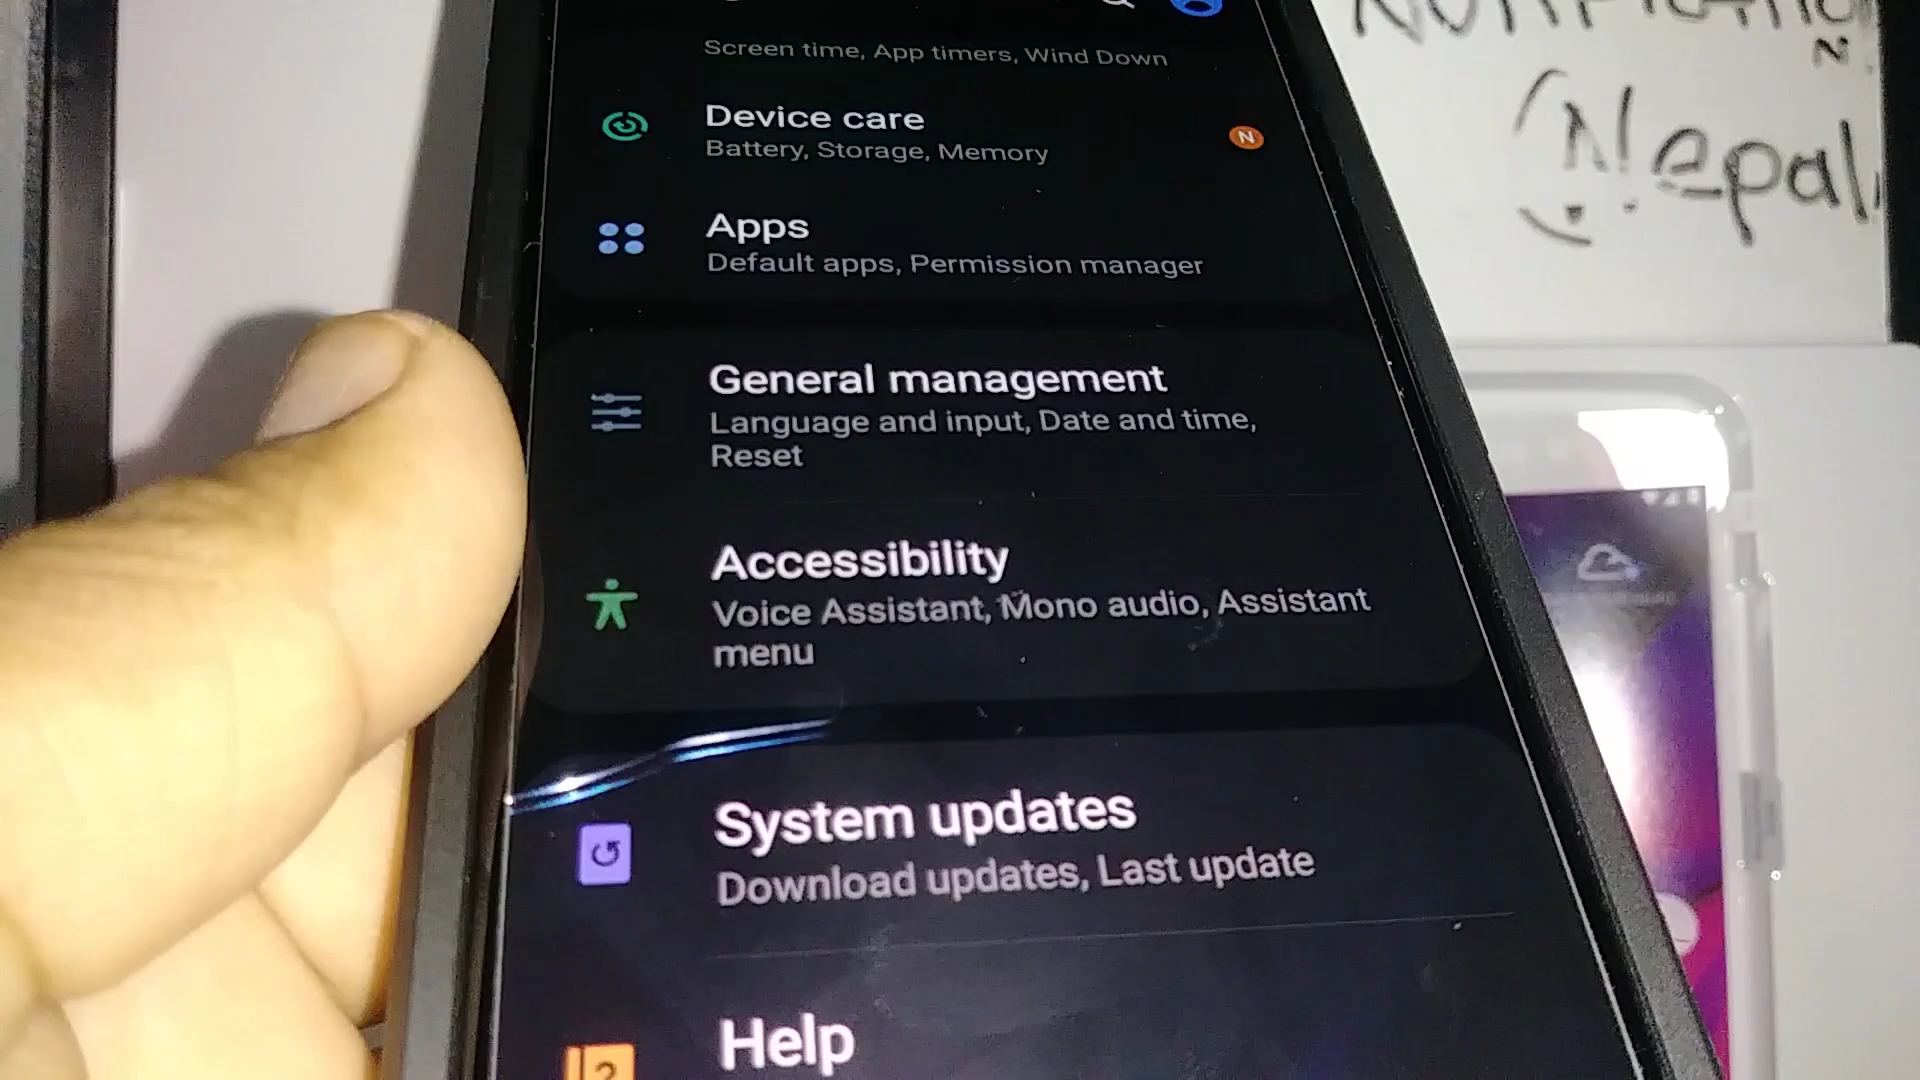 Screen time, App timers, Wind Down
Device care
Battery, Storage, Memory
N
Apps
Default apps, Permission manager
General management
Language and input, Date and time,
Reset
Accessibility
Voice Assistant, Mono audio, Assistant
menu
System updates
Download updates, Last update
Help
?
N.
Nepal